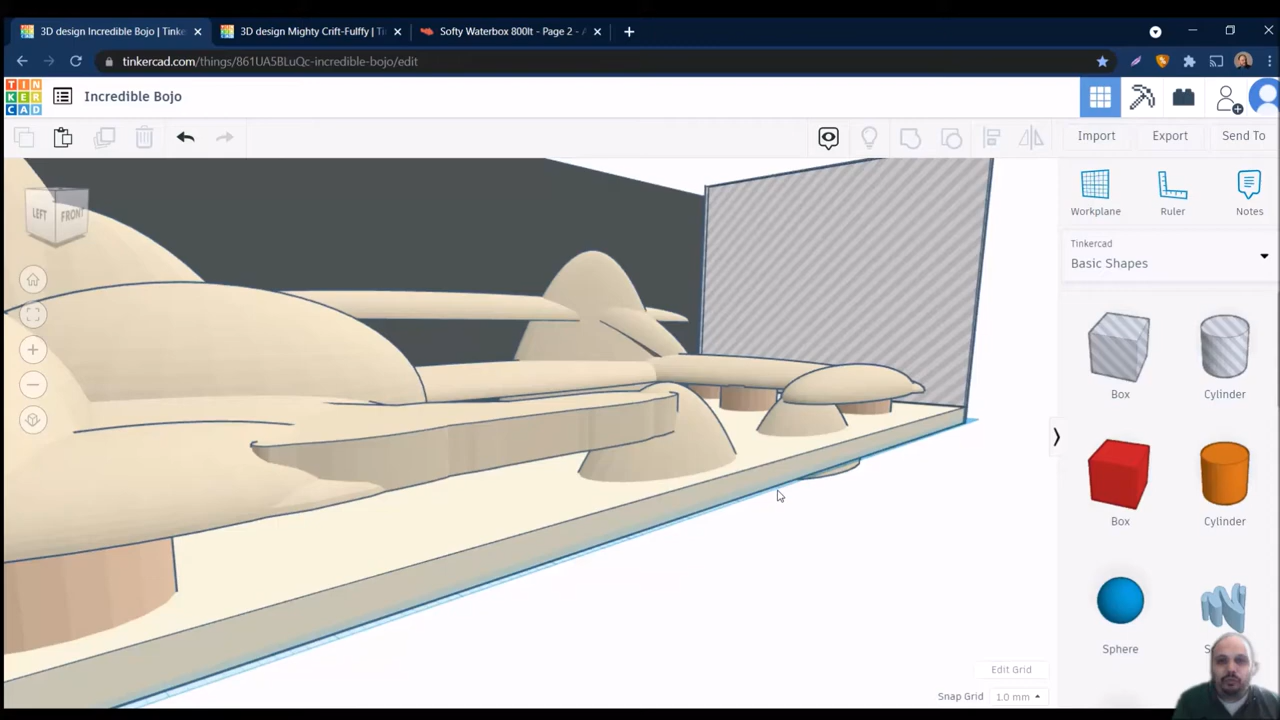 3D design Incredible Bojo | Tinke
3D design Mighty Crift-Fulffy | Ti
Softy Waterbox 800lt - Page 2 - A
tinkercad.com/things/861UA5BLuQc-incredible-bojo/edit
TIN
KER
CAD
Incredible Bojo
Import
Export
Send To
LEFT
FRONT
Workplane
Ruler
Notes
Tinkercad
Basic Shapes
Box
Cylinder
Box
Cylinder
Sphere
Edit Grid
Snap Grid
1.0 mm